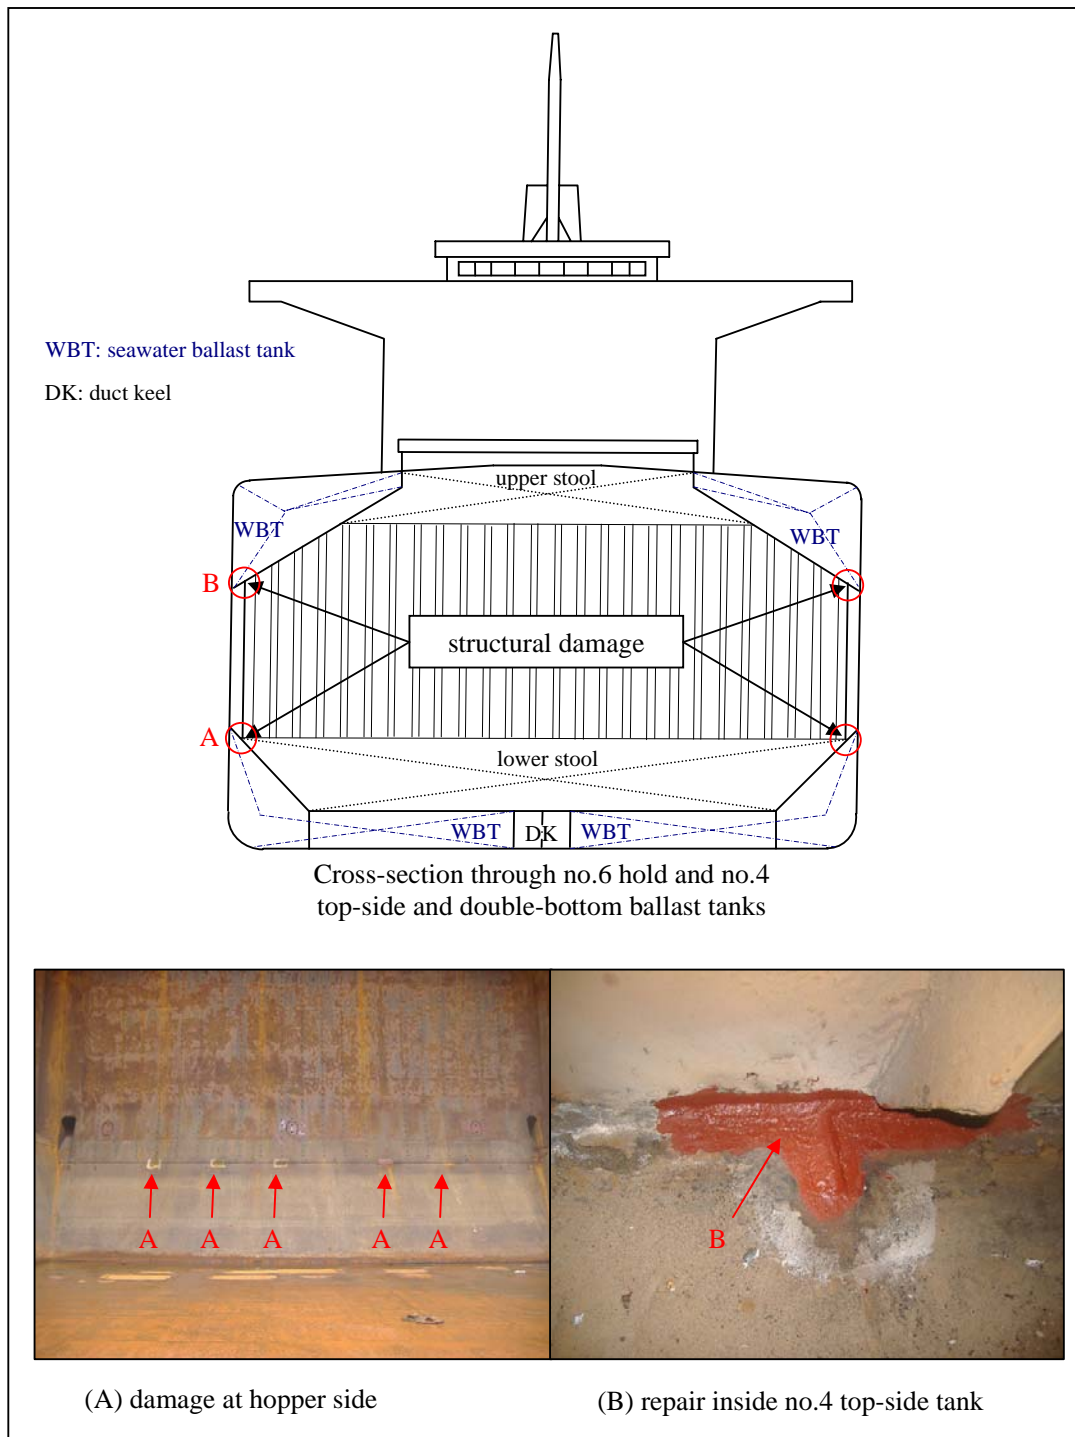 WBT: seawater ballast tank
DK: duct keel
upper stool
WBT
WBT
B
structural damage
A
lower stool
WBT
DK
WBT
Cross-section through no.6 hold and no.4
top-side and double-bottom ballast tanks
A
A
A
A
A
B
(A) damage at hopper side
(B) repair inside no.4 top-side tank